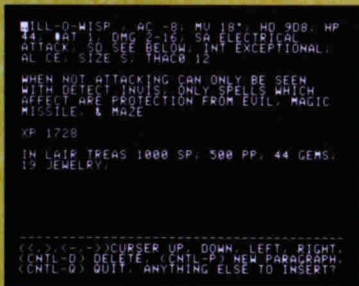 ILL-O-WISP , AC -8, MV 18", HD 9D8, HP
44, AT 1, DMG 2-16, SA ELECTRICAL
ATTACK, SD SEE BELOW, INT EXCEPTIONAL,
AL CE, SIZE S, THAC0 12
WHEN NOT ATTACKING CAN ONLY BE SEEN
WITH DETECT INVIS, ONLY SPELLS WHICH
AFFECT ARE PROTECTION FROM EVIL, MAGIC
MISSILE, & MAZE
XP 1728
IN LAIR TREAS 1000 SP, 500 PP, 44 GEMS,
19 JEWELRY,
(<,>,<-,->)CURSER UP, DOWN, LEFT, RIGHT,
(CNTL-D) DELETE, (CNTL-P) NEW PARAGRAPH,
(CNTL-Q) QUIT, ANYTHING ELSE TO INSERT?